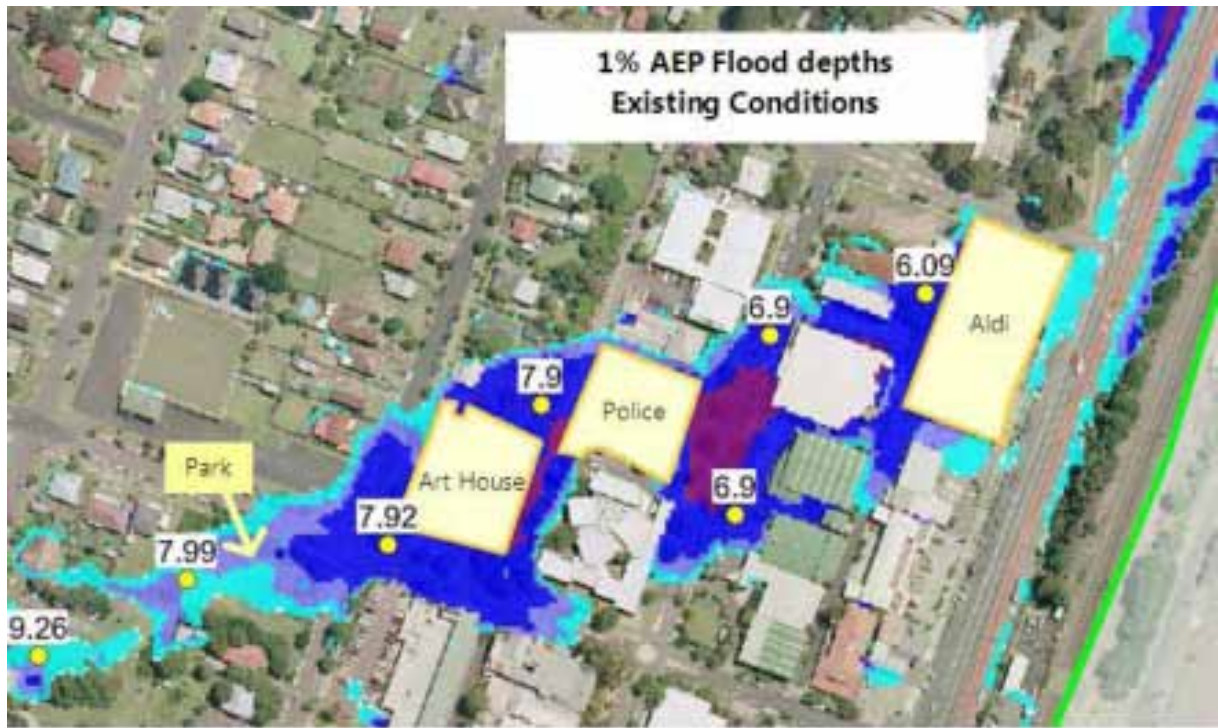 1% AEP Flood depths
Existing Conditions
6.09
6.9
Aldi
7.9
Police
Park
Art House
6.9
7.92
7.99
9.26